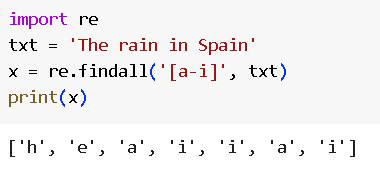 import re
txt = 'The rain in Spain'
x = re.findall('[a-i]', txt)
print(x)
['h', 'e', 'a', 'i', 'i', 'a', 'i']